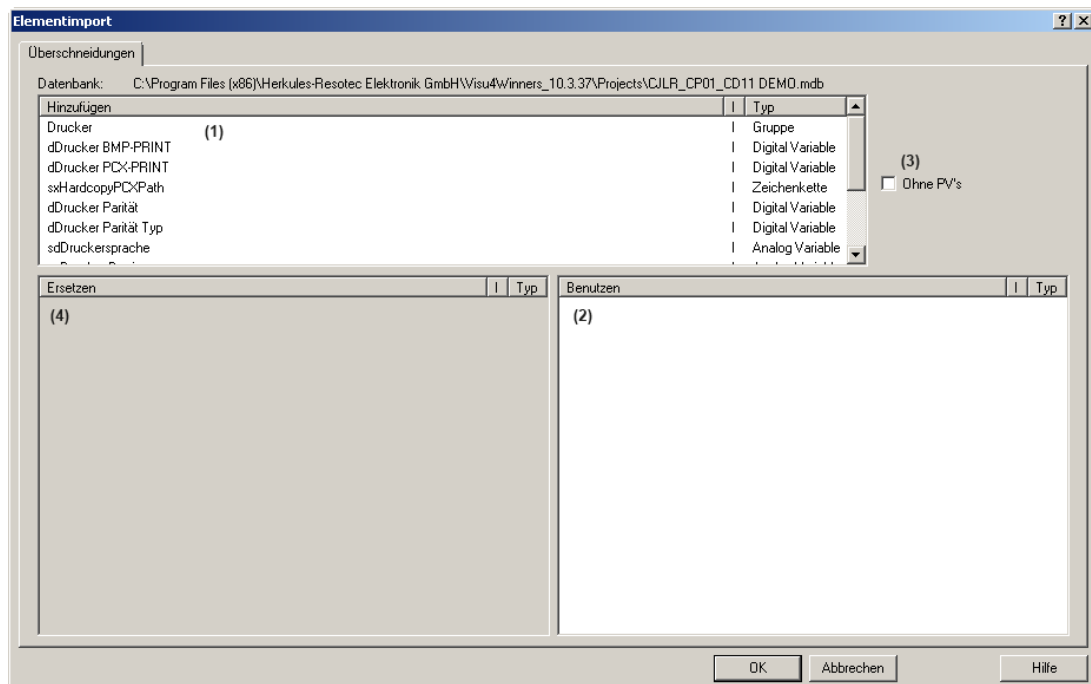 Elementimport
Überschneidungen
Datenbank: C:\Program Files (x86)\Herkules-Resotec Elektronik GmbH\Visu4Winners_10.3.37\Projects\CJLR_CP01_CD11 DEMO.mdb
Hinzufügen I Typ
Drucker I Gruppe
(1)
dDrucker BMP-PRINT I Digital Variable
dDrucker PCX-PRINT I Digital Variable
(3)
sxHardcopyPCXPath I Zeichenkette
Ohne PV's
dDrucker Parität I Digital Variable
dDrucker Parität Typ I Digital Variable
sdDruckersprache I Analog Variable
Ersetzen I Typ
Benutzen I Typ
(4)
(2)
OK
Abbrechen
Hilfe